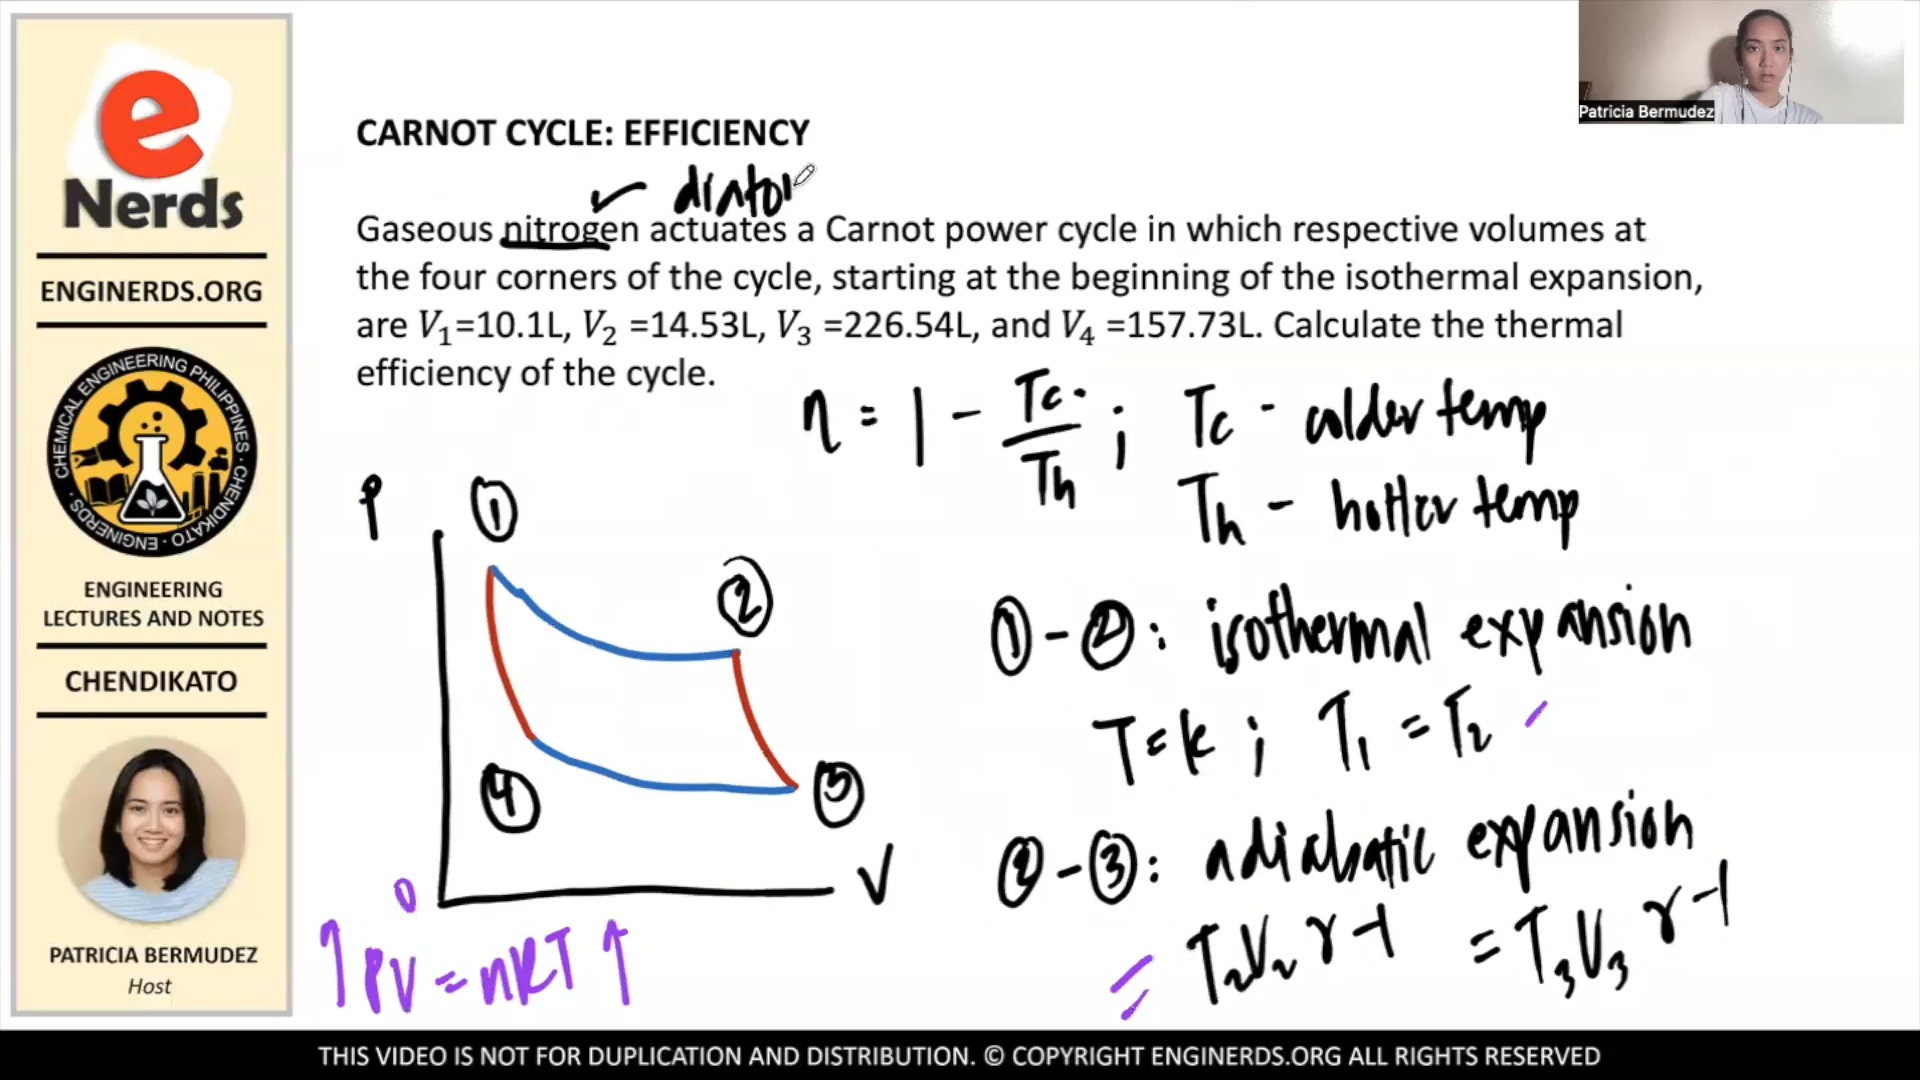 e
Nerds
ENGINERDS.ORG
CHEMICAL ENGINEERING PHILIPPINES · CHENDIKATO · ENGINERDS ·
ENGINEERING
LECTURES AND NOTES
CHENDIKATO
PATRICIA BERMUDEZ
Host
Patricia Bermudez
CARNOT CYCLE: EFFICIENCY
✓ diato
Gaseous nitrogen actuates a Carnot power cycle in which respective volumes at
the four corners of the cycle, starting at the beginning of the isothermal expansion,
are V₁=10.1L, V₂ =14.53L, V₃ =226.54L, and V₄ =157.73L. Calculate the thermal
efficiency of the cycle.
η = 1 - Tc/Th ; Tc - colder temp
Th - hotter temp
P
①
②
④
③
V
① - ②: isothermal expansion
T = k ; T₁ = T₂
② - ③: adiabatic expansion
= T₂V₂ γ-1 = T₃V₃ γ-1
0
↑ PV = nRT ↑
THIS VIDEO IS NOT FOR DUPLICATION AND DISTRIBUTION. © COPYRIGHT ENGINERDS.ORG ALL RIGHTS RESERVED